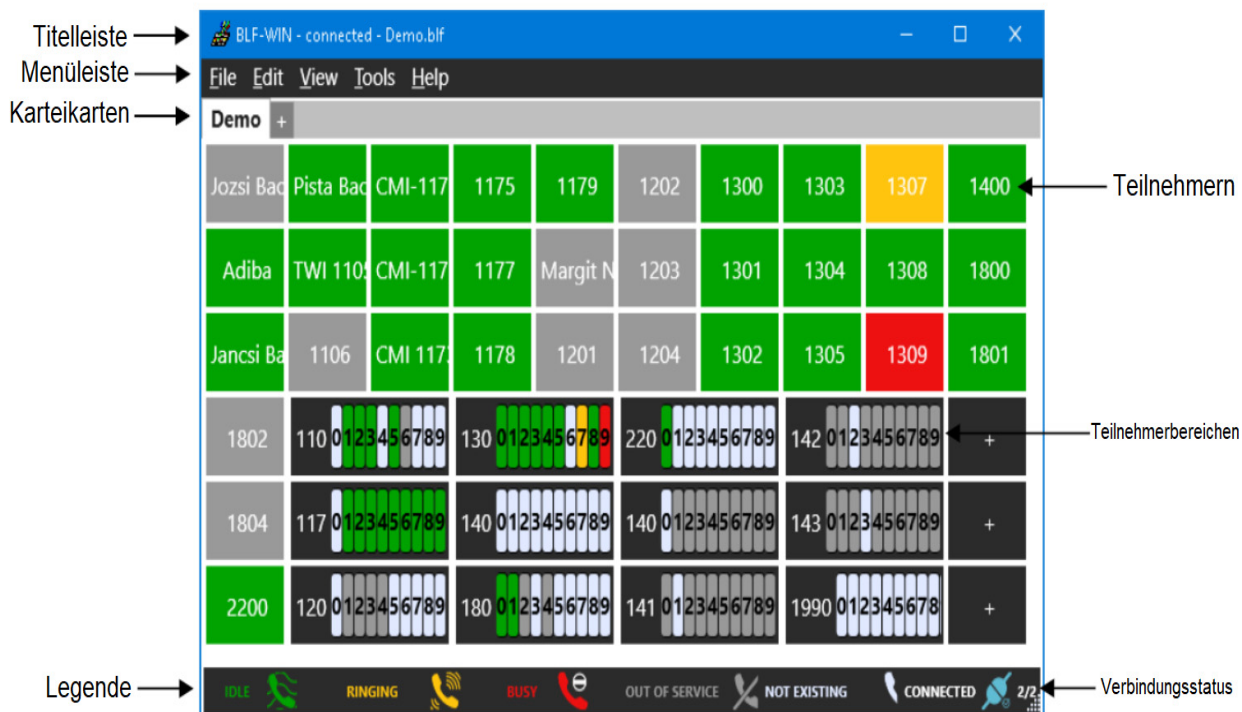 Titelleiste
BLF-WIN - connected - Demo.blf
Menüleiste
File Edit View Tools Help
Karteikarten
Demo +
Jozsi Bac Pista Bac CMI-117 1175 1179 1202 1300 1303 1307 1400
Teilnehmern
Adiba TWI 1105 CMI-117 1177 Margit N 1203 1301 1304 1308 1800
Jancsi Ba 1106 CMI 1173 1178 1201 1204 1302 1305 1309 1801
1802 110 0123456789 130 0123456789 220 0123456789 142 0123456789 +
Teilnehmerbereichen
1804 117 0123456789 140 0123456789 140 0123456789 143 0123456789 +
2200 120 0123456789 180 0123456789 141 0123456789 1990 012345678 +
Legende
IDLE RINGING BUSY OUT OF SERVICE NOT EXISTING CONNECTED 2/2
Verbindungsstatus